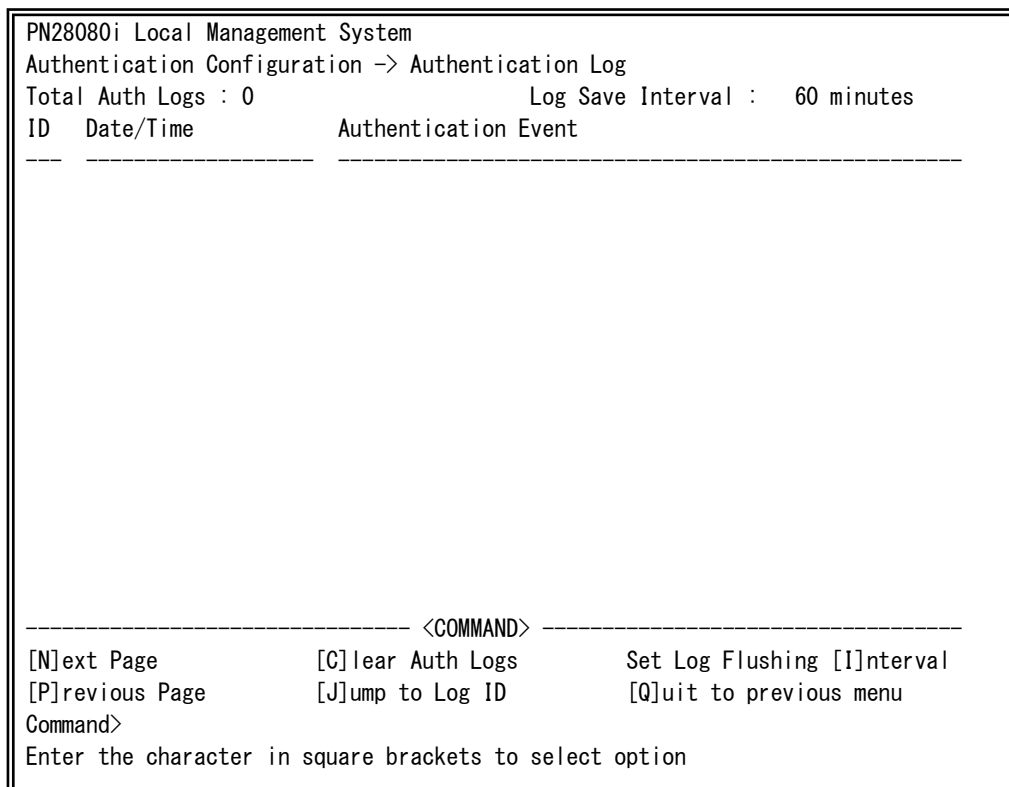 PN28080i Local Management System
Authentication Configuration -> Authentication Log
Total Auth Logs : 0 Log Save Interval : 60 minutes
ID Date/Time Authentication Event
--- ------------------- ----------------------------------------------------
-------------------------------- <COMMAND> -----------------------------------
[N]ext Page [C]lear Auth Logs Set Log Flushing [I]nterval
[P]revious Page [J]ump to Log ID [Q]uit to previous menu
Command>
Enter the character in square brackets to select option